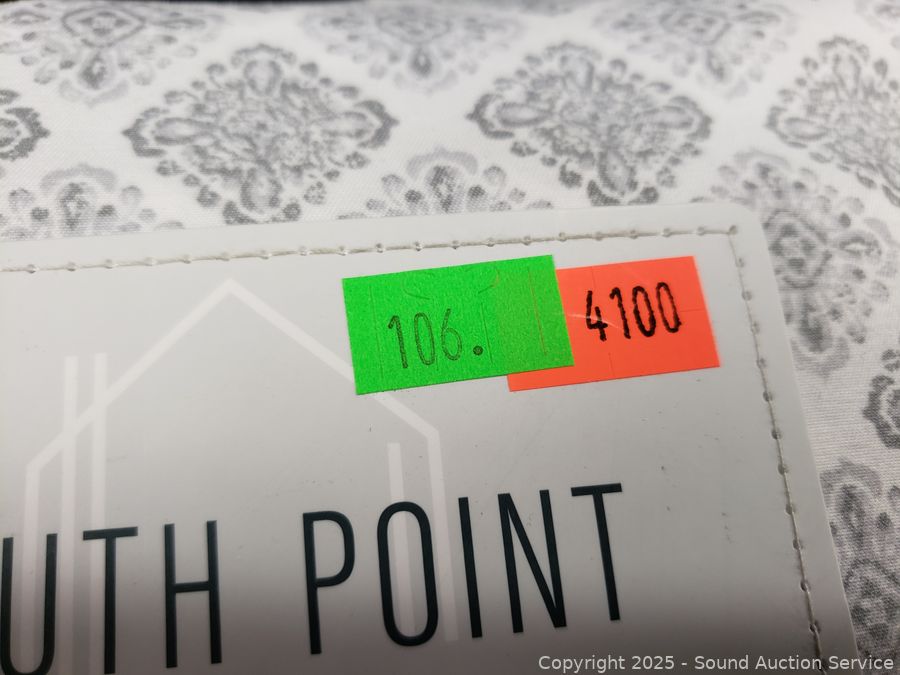 106.
4100
UTH POINT
Copyright 2025 - Sound Auction Service